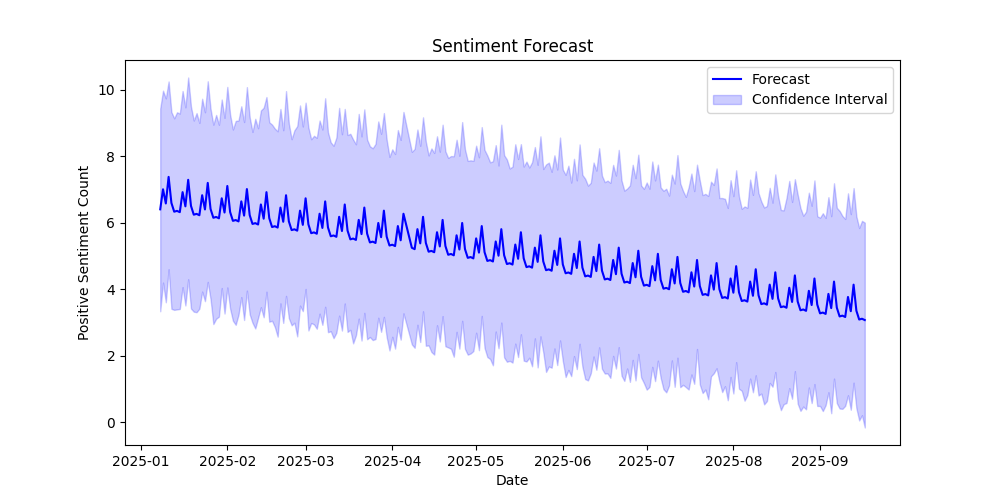 Sentiment Forecast
Forecast
Confidence Interval
Positive Sentiment Count
10
8
6
4
2
0
2025-01 2025-02 2025-03 2025-04 2025-05 2025-06 2025-07 2025-08 2025-09
Date